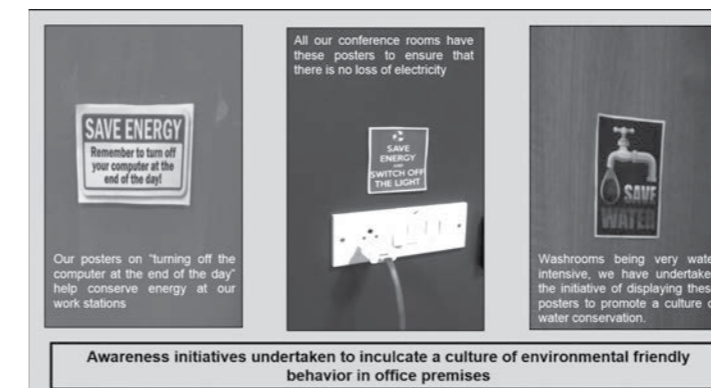 SAVE ENERGY
Remember to turn off
your computer at the
end of the day!
Our posters on "turning off the
computer at the end of the day"
help conserve energy at our
work stations
All our conference rooms have
these posters to ensure that
there is no loss of electricity
SAVE
ENERGY
SWITCH OFF
THE LIGHT
SAVE
WATER
Washrooms being very
intensive, we have
the initiative of displaying
posters to promote a culture
water conservation.
Awareness initiatives undertaken to inculcate a culture of environmental friendly
behavior in office premises